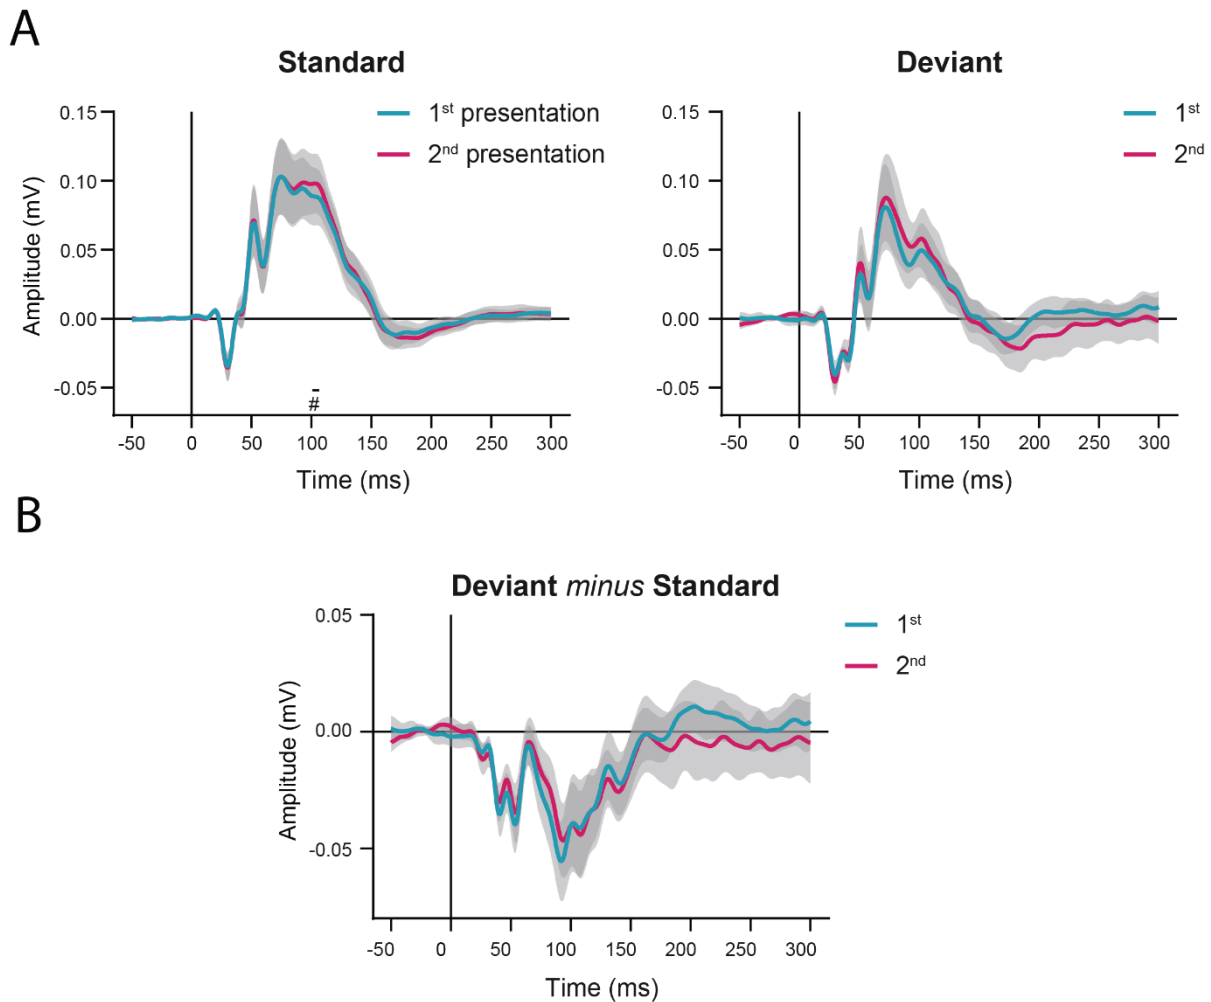 A
Standard
0.15
0.10
0.05
0.00
-0.05
Amplitude (mV)
1st presentation
2nd presentation
#
-50 0 50 100 150 200 250 300
Time (ms)
Deviant
0.15
0.10
0.05
0.00
-0.05
Amplitude (mV)
1st
2nd
-50 0 50 100 150 200 250 300
Time (ms)
B
Deviant minus Standard
0.05
0.00
-0.05
Amplitude (mV)
1st
2nd
-50 0 50 100 150 200 250 300
Time (ms)